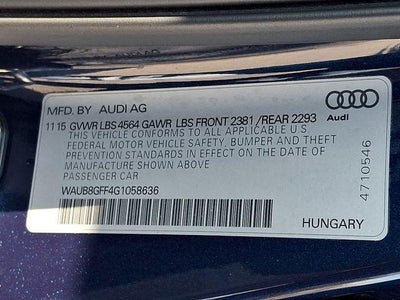 MFD. BY AUDI AG
Audi
11 15 GVWR LBS 4564 GAWR LBS FRONT 2381 /REAR 2293
THIS VEHICLE CONFORMS TO ALL APPLICABLE U.S
FEDERAL MOTOR VEHICLE SAFETY, BUMPER AND THEFT
PREVENTION STANDARDS IN EFFECT ON THE DATE OF
MANUFACTURE SHOWN ABOVE
PASSENGER CAR
WAUB8GFF4G1058636
HUNGARY
4710546